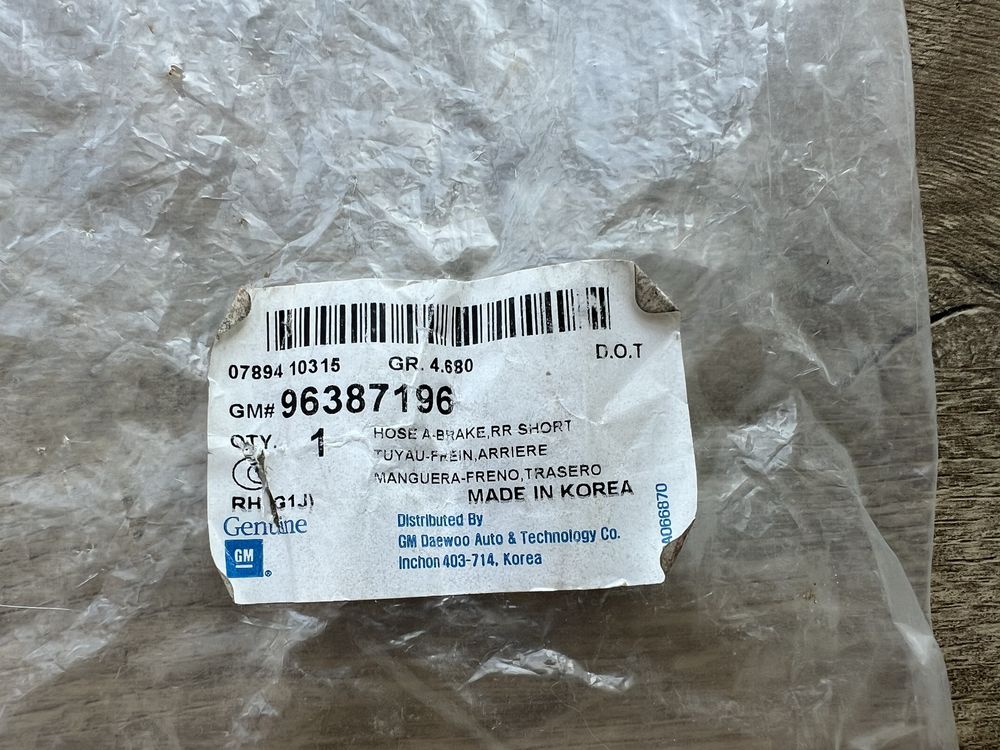 07894 10315 GR. 4.680 D.O.T
GM# 96387196
QTY. 1
HOSE A-BRAKE,RR SHORT
TUYAU-FREIN,ARRIERE
MANGUERA-FRENO,TRASERO
C
RH (G1J)
MADE IN KOREA
Genuine
GM ®
Distributed By
GM Daewoo Auto & Technology Co.
Inchon 403-714, Korea
A066870